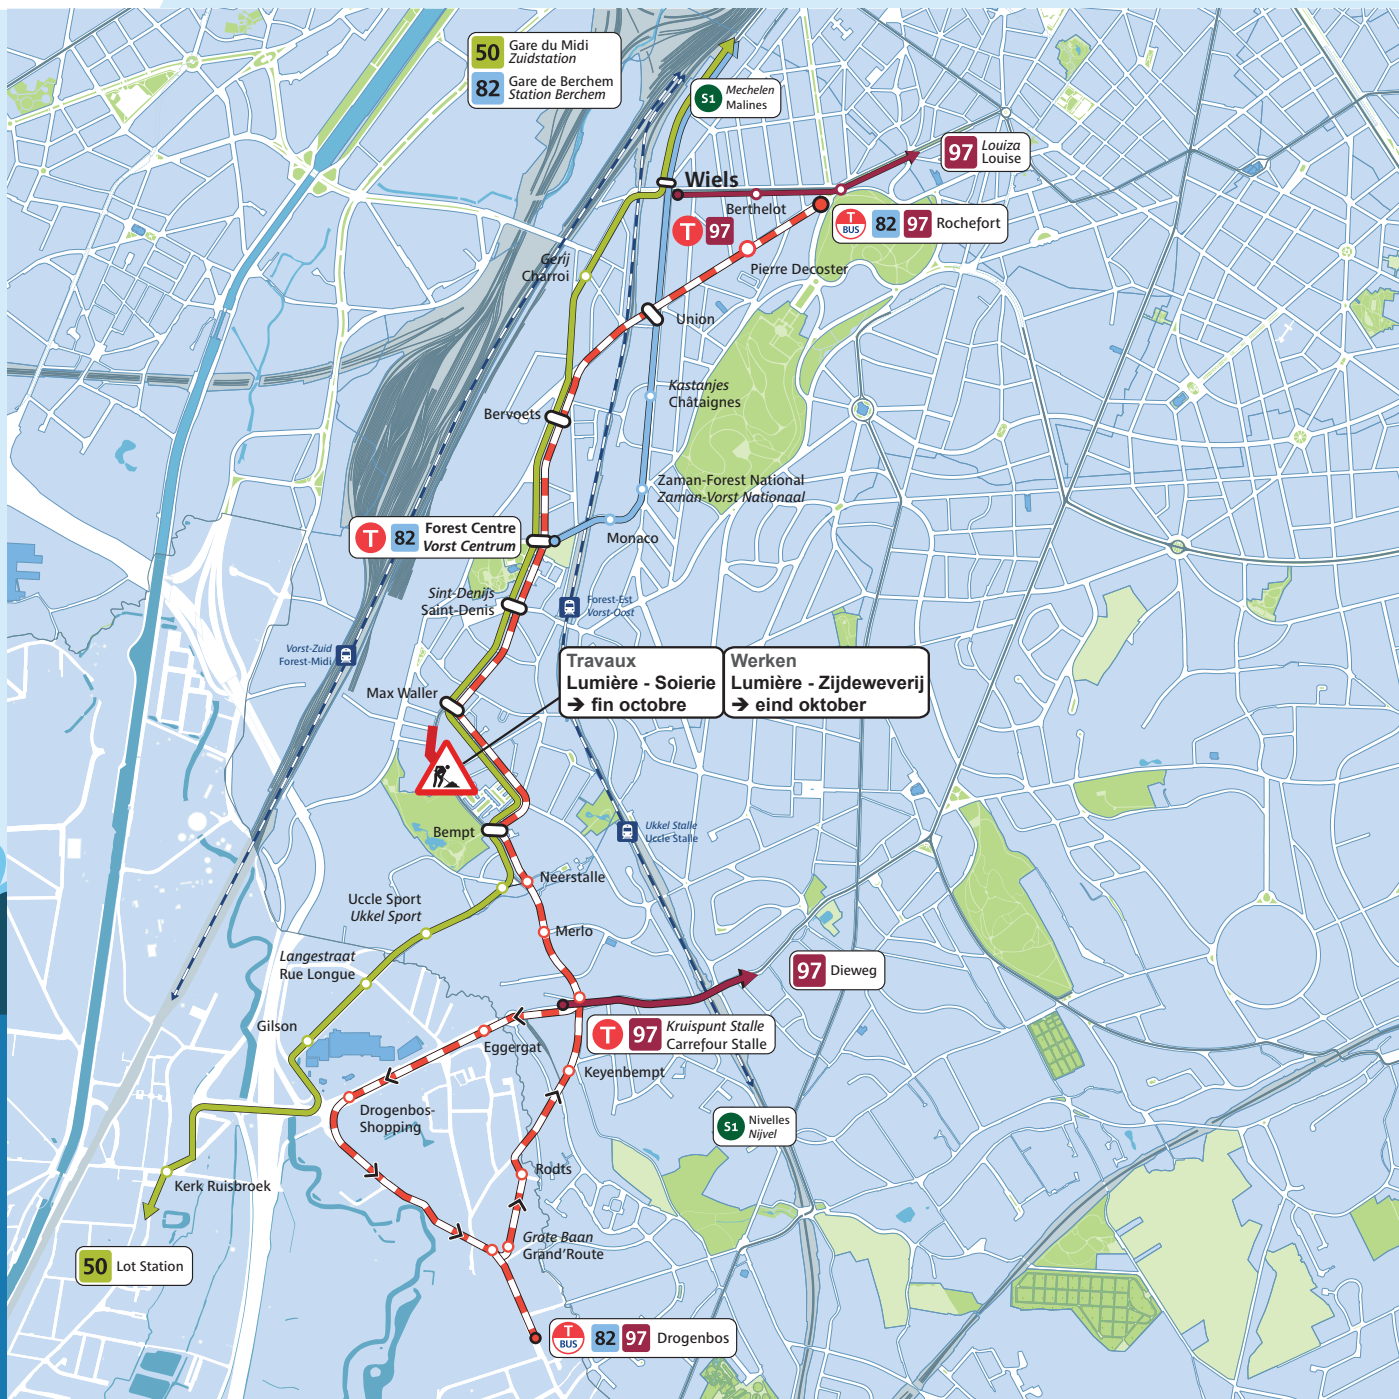 50 Gare du Midi
Zuidstation
82 Gare de Berchem
Station Berchem
S1 Mechelen
Malines
97 Louiza
Louise
Wiels
Berthelot
T 97
T BUS 82 97 Rochefort
Gerij
Charroi
Pierre Decoster
Union
Kastanjes
Châtaignes
Bervoets
Zaman-Forest National
Zaman-Vorst Nationaal
T 82 Forest Centre
Vorst Centrum
Monaco
Sint-Denijs
Saint-Denis
Forest-Est
Vorst-Oost
Vorst-Zuid
Forest-Midi
Travaux
Lumière - Soierie
➔ fin octobre
Werken
Lumière - Zijdeweverij
➔ eind oktober
Max Waller
Bempt
Ukkel Stalle
Uccle Stalle
Neerstalle
Uccle Sport
Ukkel Sport
Merlo
Langestraat
Rue Longue
97 Dieweg
Gilson
T 97 Kruispunt Stalle
Carrefour Stalle
Eggergat
Keyenbempt
Drogenbos-
Shopping
S1 Nivelles
Nijvel
Rodts
Kerk Ruisbroek
Grote Baan
Grand'Route
50 Lot Station
T BUS 82 97 Drogenbos